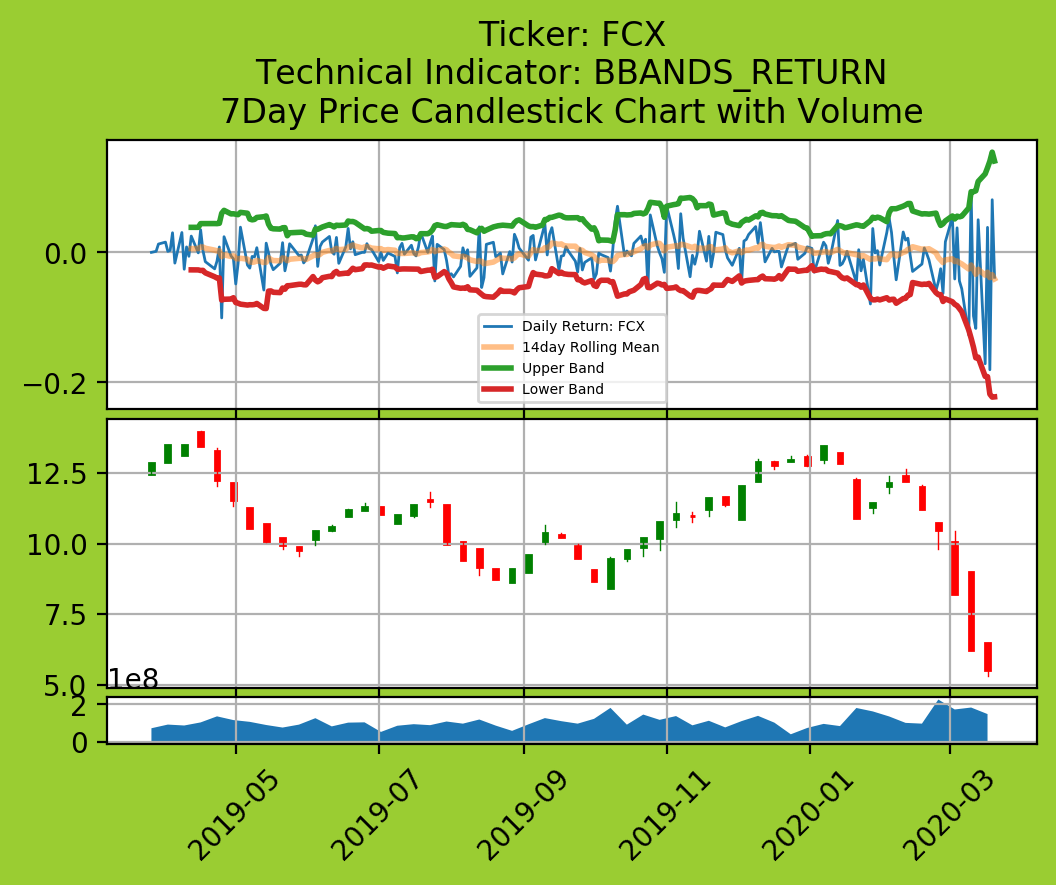 Ticker: FCX
Technical Indicator: BBANDS_RETURN
7Day Price Candlestick Chart with Volume
0.0
−0.2
Daily Return: FCX
14day Rolling Mean
Upper Band
Lower Band
12.5
10.0
7.5
5.0
1e8
2
0
2019-05
2019-07
2019-09
2019-11
2020-01
2020-03